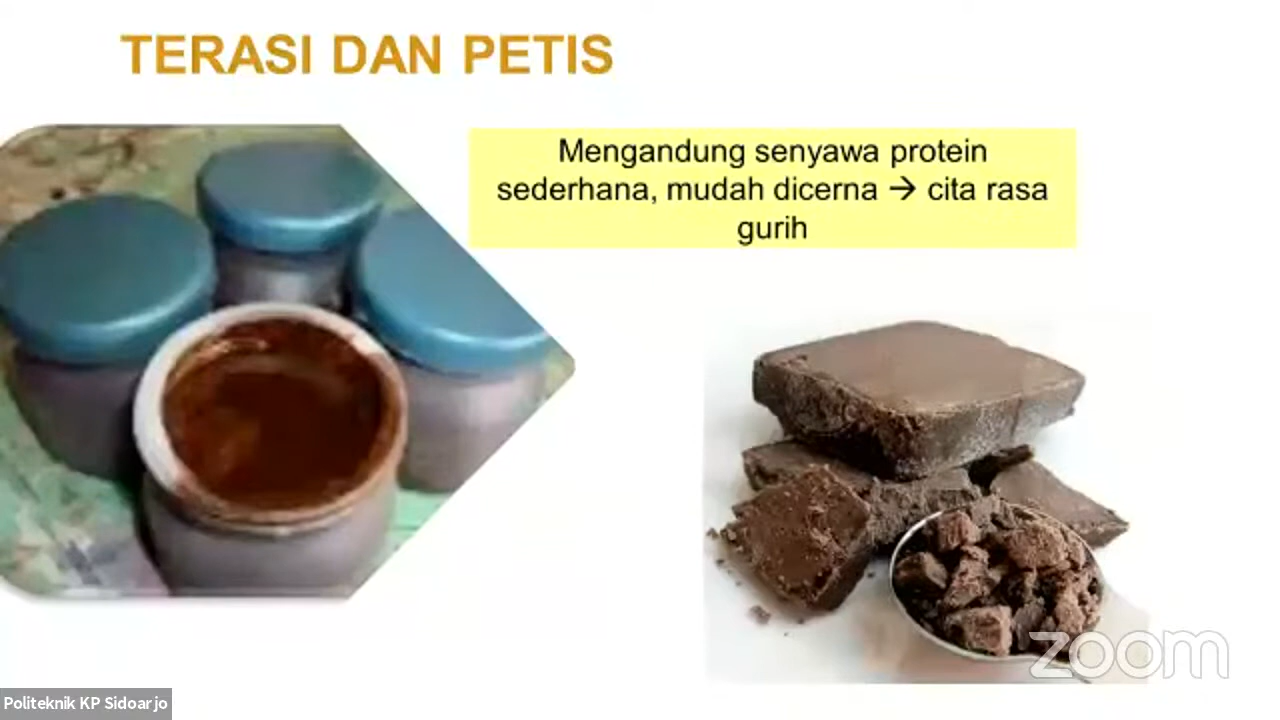 TERASI DAN PETIS
Mengandung senyawa protein
sederhana, mudah dicerna → cita rasa
gurih
zoom
Politeknik KP Sidoarjo